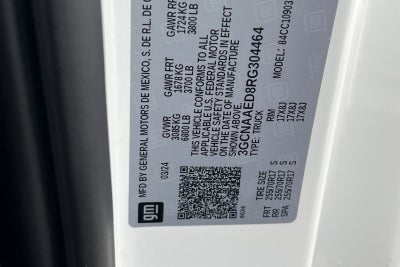 MFD BY GENERAL MOTORS DE MEXICO, S. DE R.L. DE C
03/24
GVWR GAWR FRT GAWR RR
3085 KG 1678 KG 1724 KG
6800 LB 3700 LB 3800 LB
THIS VEHICLE CONFORMS TO ALL
APPLICABLE U.S. FEDERAL MOTOR
VEHICLE SAFETY STANDARDS IN EFFECT
ON THE DATE OF MANUFACTURE
3GCNAAED8RG304464
TYPE: TRUCK
84CC10903
TIRE SIZE RIM
FRT 255/70R17 S 17X8J
RR 255/70R17 S 17X8J
SPA 255/70R17 S 17X8J
gm